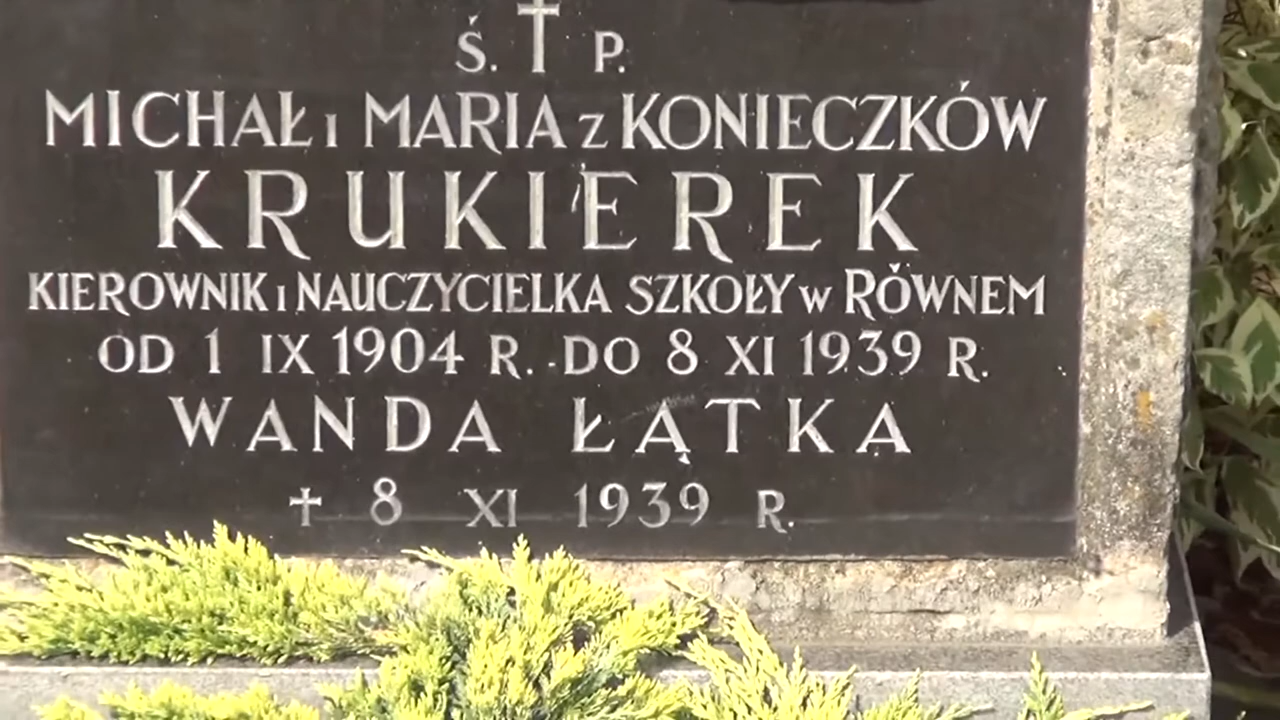 Ś. † P.
MICHAŁ I MARIA Z KONIECZKÓW
KRUKIEREK
KIEROWNIK I NAUCZYCIELKA SZKOŁY W RÓWNEM
OD 1 IX 1904 R. DO 8 XI 1939 R.
WANDA ŁĄTKA
† 8 XI 1939 R.